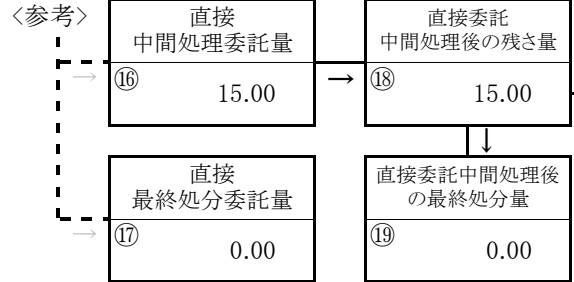 〈参考〉
直接
中間処理委託量
⑯
15.00
→
→
直接委託
中間処理後の残さ量
⑱
15.00
↓
直接
最終処分委託量
⑰
0.00
→
直接委託中間処理後
の最終処分量
⑲
0.00